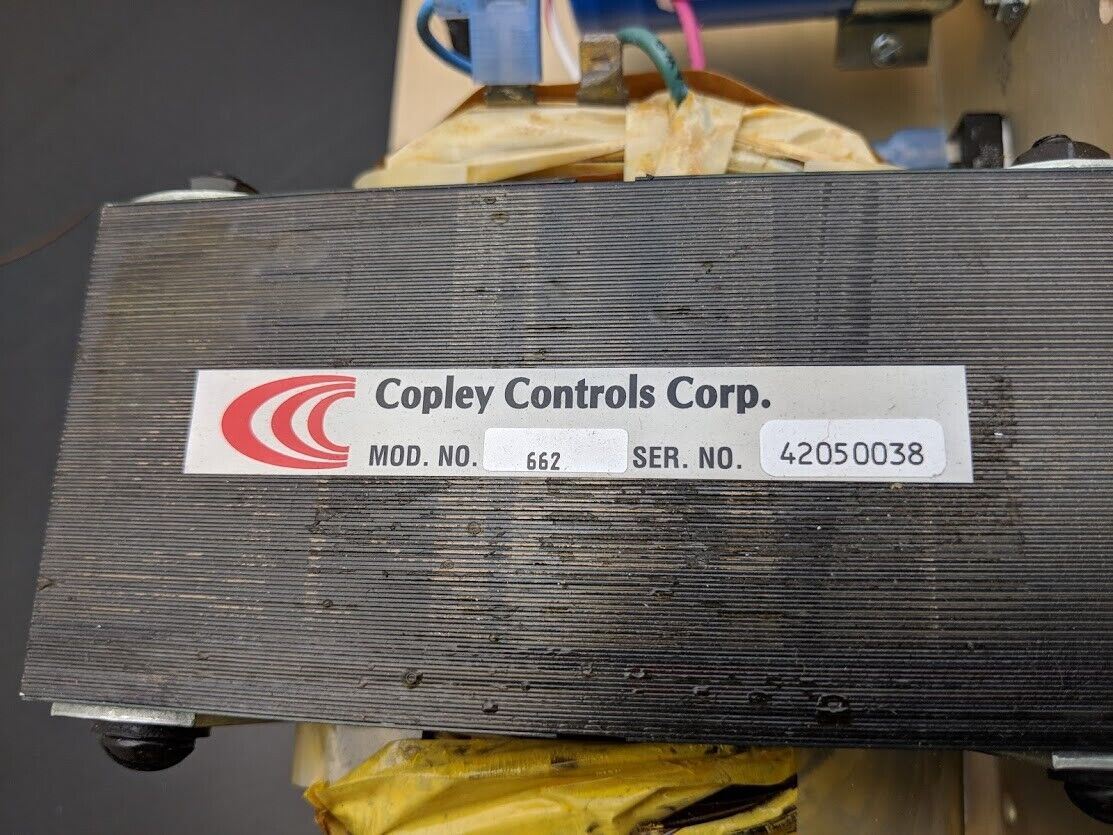 Copley Controls Corp.
MOD. NO. 662 SER. NO. 42050038